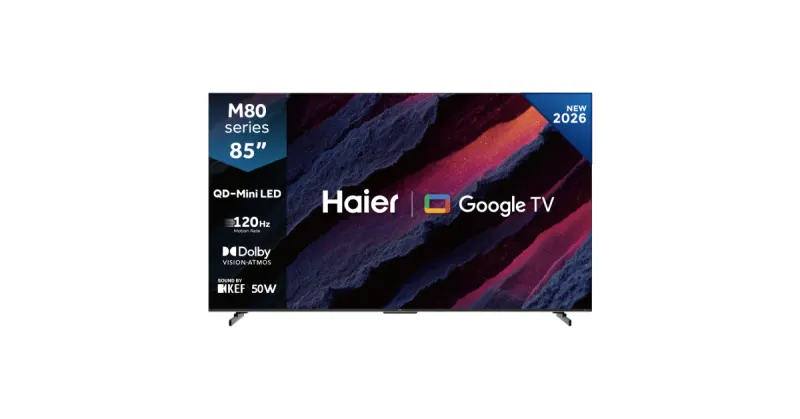 M80
series
85”
QD-Mini LED
120Hz
Motion Rate
Dolby
VISION·ATMOS
SOUND BY
KEF 50W
Haier | Google TV
NEW
2026